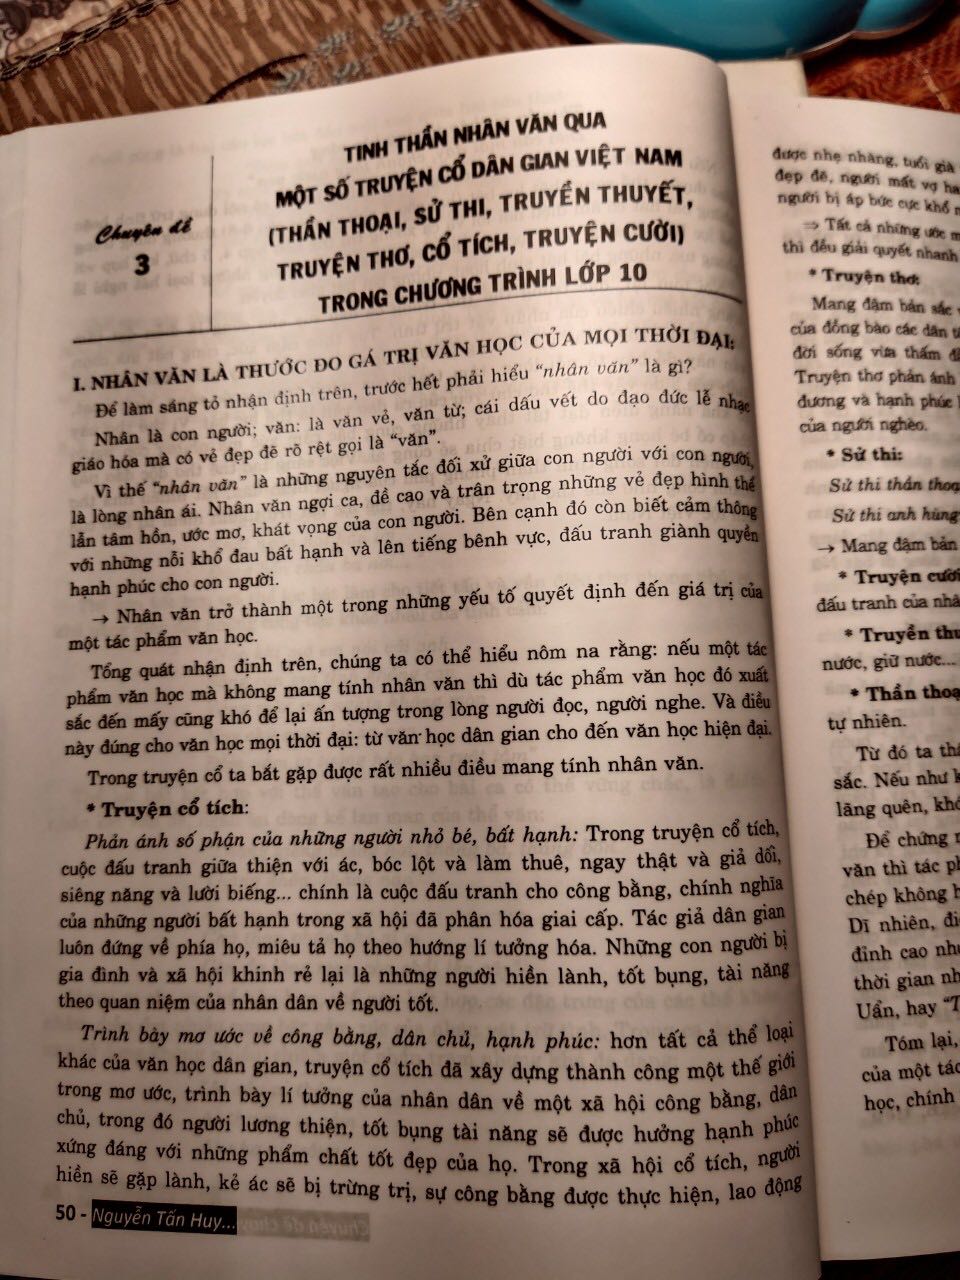 Chuyên đề
3
TINH THẦN NHÂN VĂN QUA
MỘT SỐ TRUYỆN CỔ DÂN GIAN VIỆT NAM
(THẦN THOẠI, SỬ THI, TRUYỀN THUYẾT,
TRUYỆN THƠ, CỔ TÍCH, TRUYỆN CƯỜI)
TRONG CHƯƠNG TRÌNH LỚP 10
I. NHÂN VĂN LÀ THƯỚC ĐO GÁ TRỊ VĂN HỌC CỦA MỌI THỜI ĐẠI:
Để làm sáng tỏ nhận định trên, trước hết phải hiểu “nhân văn” là gì?
Nhân là con người; văn: là văn vẻ, văn từ; cái dấu vết do đạo đức lễ nhạc
giáo hóa mà có vẻ đẹp đẽ rõ rệt gọi là “văn”.
Vì thế “nhân văn” là những nguyên tắc đối xử giữa con người với con người,
là lòng nhân ái. Nhân văn ngợi ca, đề cao và trân trọng những vẻ đẹp hình thể
lẫn tâm hồn, ước mơ, khát vọng của con người. Bên cạnh đó còn biết cảm thông
với những nỗi khổ đau bất hạnh và lên tiếng bênh vực, đấu tranh giành quyền
hạnh phúc cho con người.
→ Nhân văn trở thành một trong những yếu tố quyết định đến giá trị của
một tác phẩm văn học.
Tổng quát nhận định trên, chúng ta có thể hiểu nôm na rằng: nếu một tác
phẩm văn học mà không mang tính nhân văn thì dù tác phẩm văn học đó xuất
sắc đến mấy cũng khó để lại ấn tượng trong lòng người đọc, người nghe. Và điều
này đúng cho văn học mọi thời đại: từ văn học dân gian cho đến văn học hiện đại.
Trong truyện cổ ta bắt gặp được rất nhiều điều mang tính nhân văn.
* Truyện cổ tích:
Phản ánh số phận của những người nhỏ bé, bất hạnh: Trong truyện cổ tích,
cuộc đấu tranh giữa thiện với ác, bóc lột và làm thuê, ngay thật và giả dối,
siêng năng và lười biếng... chính là cuộc đấu tranh cho công bằng, chính nghĩa
của những người bất hạnh trong xã hội đã phân hóa giai cấp. Tác giả dân gian
luôn đứng về phía họ, miêu tả họ theo hướng lí tưởng hóa. Những con người bị
gia đình và xã hội khinh rẻ lại là những người hiền lành, tốt bụng, tài năng
theo quan niệm của nhân dân về người tốt.
Trình bày mơ ước về công bằng, dân chủ, hạnh phúc: hơn tất cả thể loại
khác của văn học dân gian, truyện cổ tích đã xây dựng thành công một thế giới
trong mơ ước, trình bày lí tưởng của nhân dân về một xã hội công bằng, dân
chủ, trong đó người lương thiện, tốt bụng tài năng sẽ được hưởng hạnh phúc
xứng đáng với những phẩm chất tốt đẹp của họ. Trong xã hội cổ tích, người
hiền sẽ gặp lành, kẻ ác sẽ bị trừng trị, sự công bằng được thực hiện, lao động
50 - Nguyễn Tấn Huy...
được nhẹ nhàng, tuổi già
đẹp đẽ, người mất vợ
người bị áp bức cực khổ
⇒ Tất cả những ước
thì đều giải quyết nhanh
* Truyện thơ:
Mang đậm bản sắc
của đồng bào các dân
đời sống vừa thấm
Truyện thơ phản ánh
đương và hạnh phúc
của người nghèo.
* Sử thi:
Sử thi thần thoạ
Sử thi anh hùng
→ Mang đậm bản
* Truyện cười
đấu tranh của
* Truyền
nước, giữ nước...
* Thần thoạ
tự nhiên.
Từ đó ta
sắc. Nếu như
lãng quên,
Để chứng
văn thì tác
chép không
Dĩ nhiên,
đỉnh cao
thời gian
Uẩn, hay
Tóm lại,
của một tác
học, chính